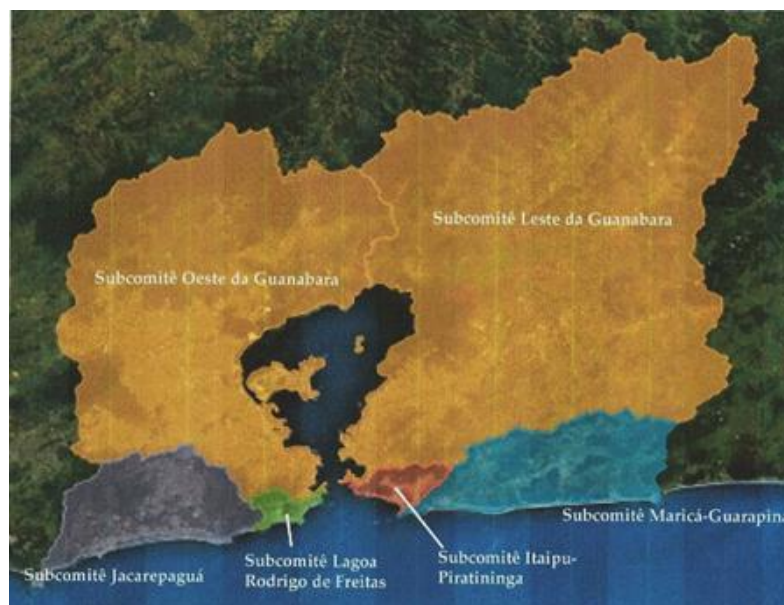 Subcomitê Leste da Guanabara
Subcomitê Oeste da Guanabara
Subcomitê Maricá-Guarapina
Subcomitê Jacarepaguá
Subcomitê Lagoa
Rodrigo de Freitas
Subcomitê Itaipu-
Piratininga